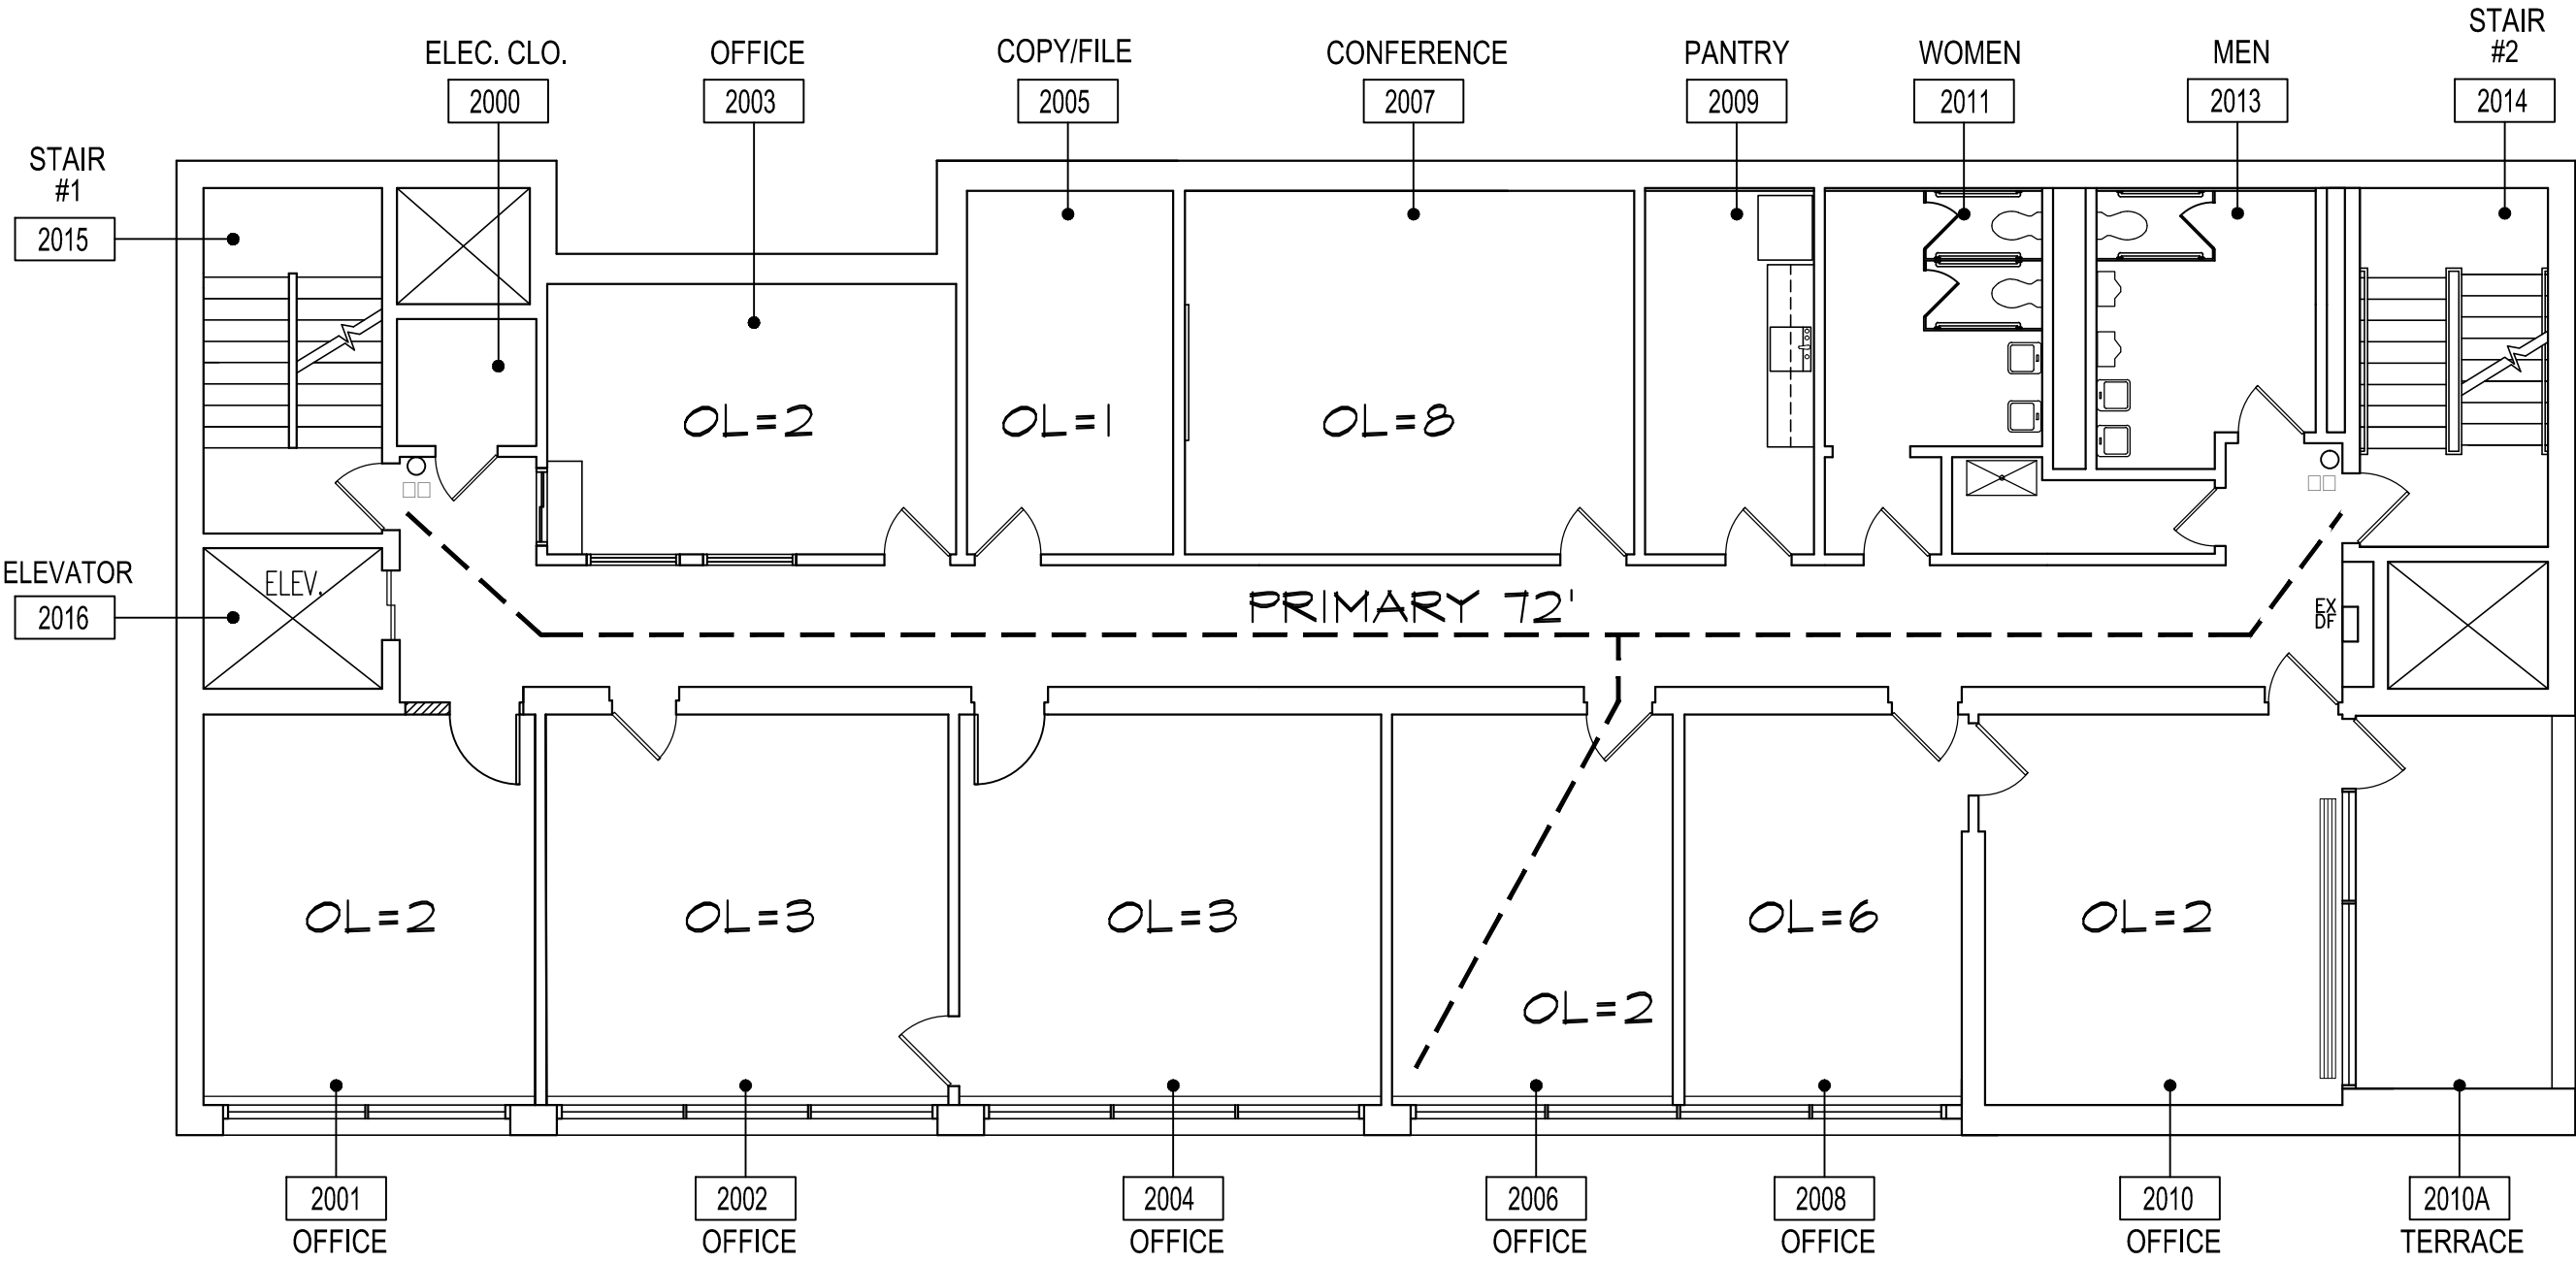 STAIR
#2
ELEC. CLO.
OFFICE
COPY/FILE
CONFERENCE
PANTRY
WOMEN
MEN
2000
2003
2005
2007
2009
2011
2013
2014
STAIR
#1
2015
OL=2
OL=1
OL=8
ELEVATOR
2016
ELEV.
PRIMARY 72'
EX
DF
OL=2
OL=3
OL=3
OL=2
OL=6
OL=2
2001
2002
2004
2006
2008
2010
2010A
OFFICE
OFFICE
OFFICE
OFFICE
OFFICE
OFFICE
TERRACE